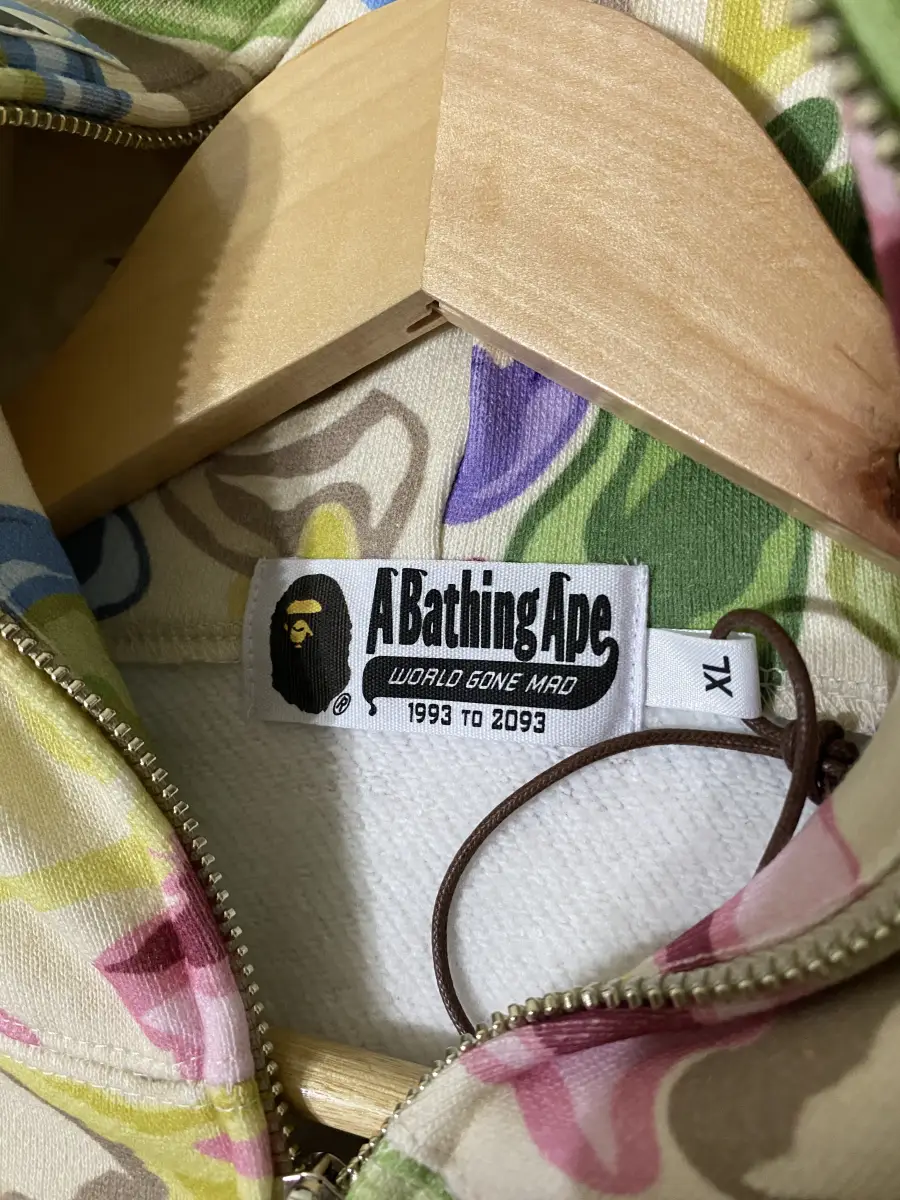 A Bathing Ape
WORLD GONE MAD
®
1993 TO 2093
XL